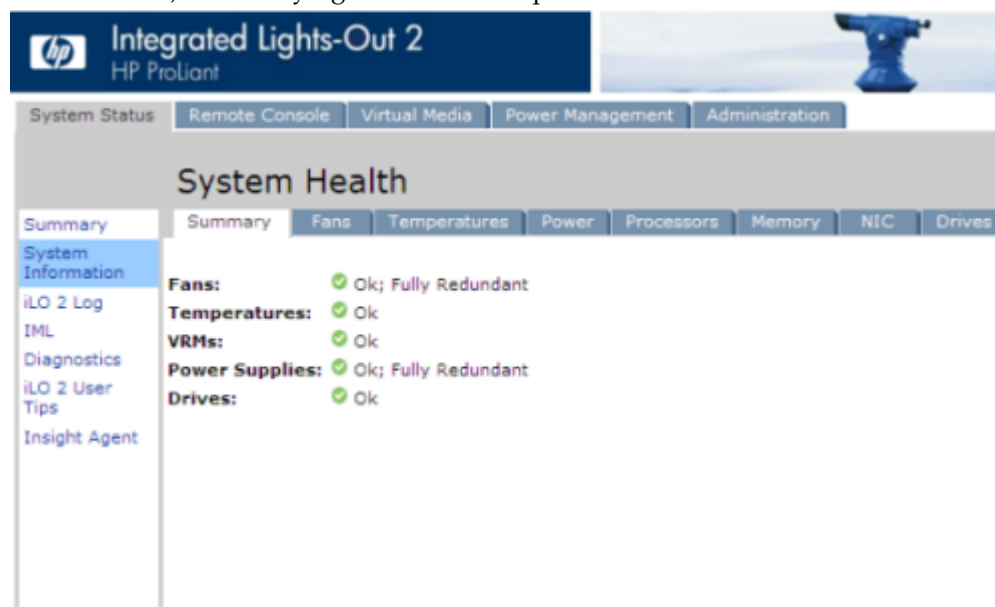 hp
Integrated Lights-Out 2
HP ProLiant
System Status Remote Console Virtual Media Power Management Administration
System Health
Summary Fans Temperatures Power Processors Memory NIC Drives
Summary
System
Information
iLO 2 Log
IML
Diagnostics
iLO 2 User
Tips
Insight Agent
Fans: Ok; Fully Redundant
Temperatures: Ok
VRMs: Ok
Power Supplies: Ok; Fully Redundant
Drives: Ok